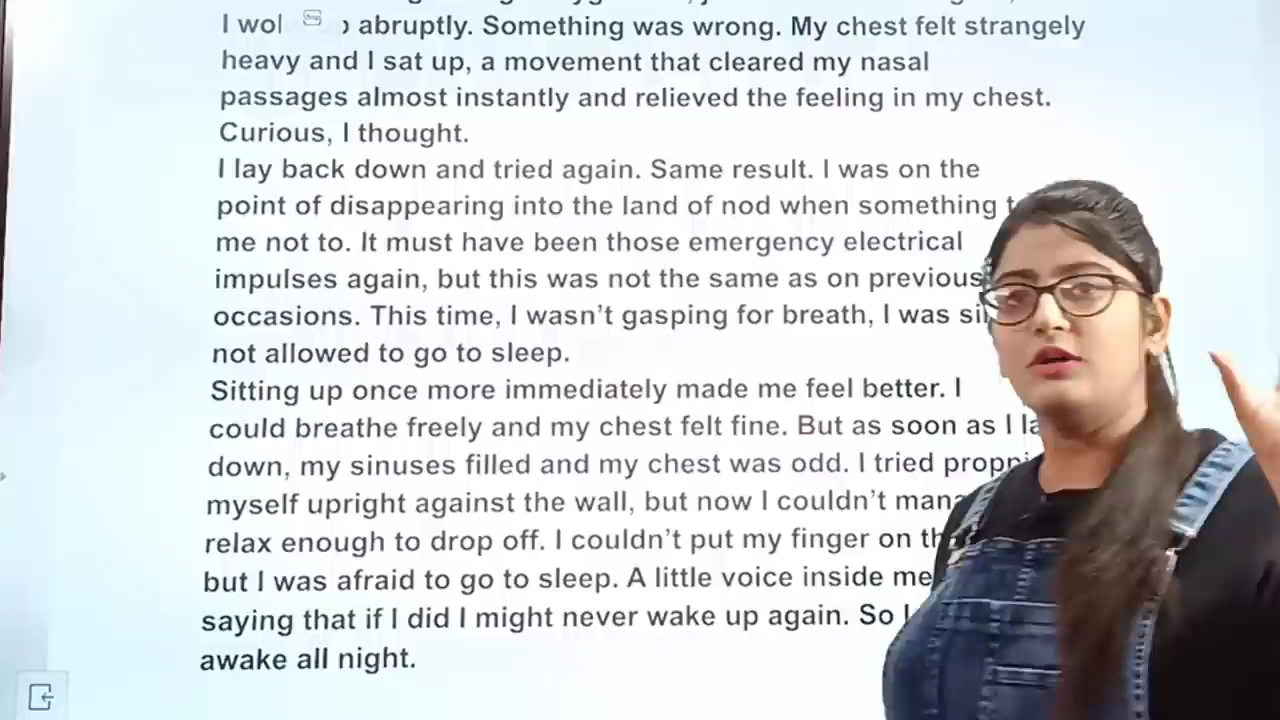 I abruptly. Something was wrong. My chest felt strangely
heavy and I sat up, a movement that cleared my nasal
passages almost instantly and relieved the feeling in my chest.
Curious, I thought.
I lay back down and tried again. Same result. I was on the
point of disappearing into the land of nod when something
me not to. It must have been those emergency electrical
impulses again, but this was not the same as on previous
occasions. This time, I wasn't gasping for breath, I was
not allowed to go to sleep.
Sitting up once more immediately made me feel better. I
could breathe freely and my chest felt fine. But as soon as I
down, my sinuses filled and my chest was odd. I tried
myself upright against the wall, but now I couldn't
relax enough to drop off. I couldn't put my finger on
but I was afraid to go to sleep. A little voice inside me
saying that if I did I might never wake up again. So I
awake all night.